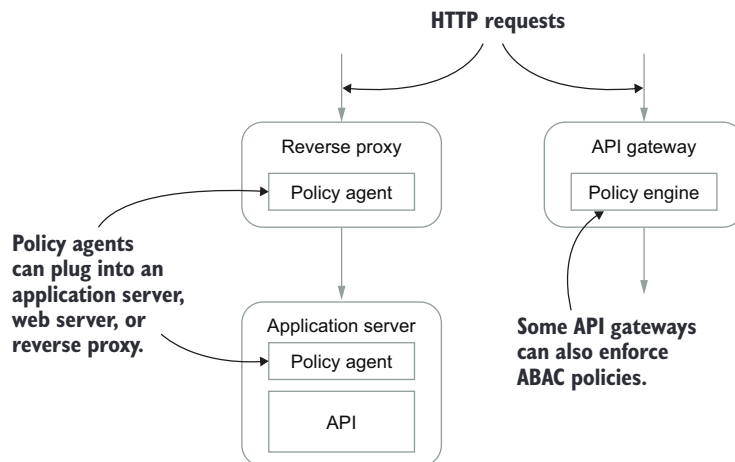 HTTP requests
Reverse proxy
Policy agent
API gateway
Policy engine
Policy agents
can plug into an
application server,
web server, or
reverse proxy.
Application server
Policy agent
API
Some API gateways
can also enforce
ABAC policies.